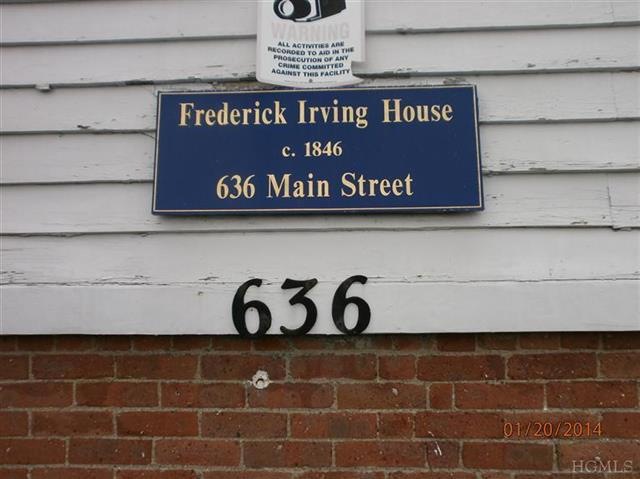 WARNING
ALL ACTIVITIES ARE
RECORDED TO AID IN THE
PROSECUTION OF ANY
CRIME COMMITTED
AGAINST THIS FACILITY
Frederick Irving House
c. 1846
636 Main Street
636
01/20/2014
HGMLS